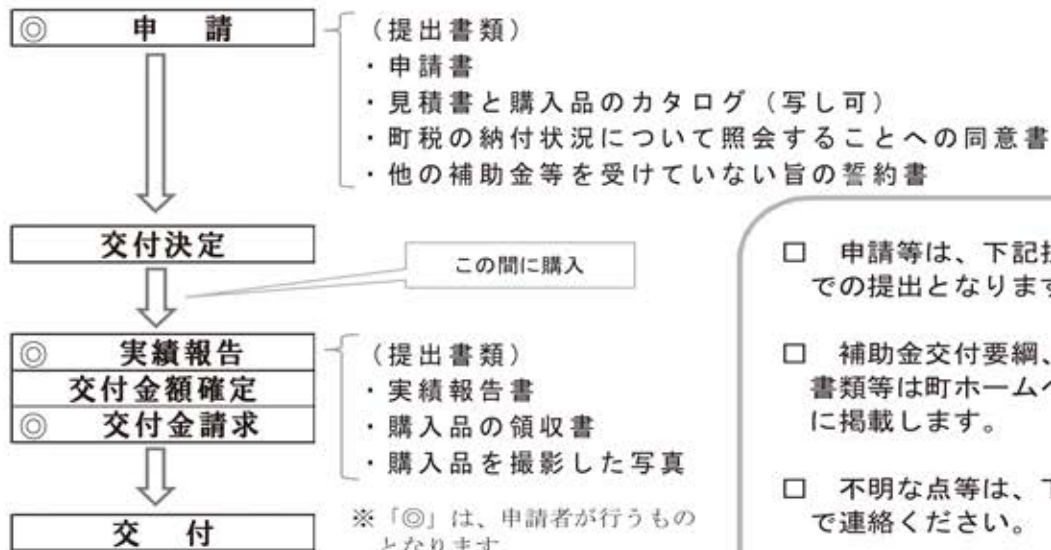 ◎ 申 請
(提出書類)
・申請書
・見積書と購入品のカタログ(写し可)
・町税の納付状況について照会することへの同意書
・他の補助金等を受けていない旨の誓約書
交付決定
この間に購入
◎ 実績報告
交付金額確定
◎ 交付金請求
(提出書類)
・実績報告書
・購入品の領収書
・購入品を撮影した写真
※「◎」は、申請者が行うもの
となります
交 付
□ 申請等は、下記
での提出となります
□ 補助金交付要綱、
書類等は町ホーム
に掲載します。
□ 不明な点等は、
で連絡ください。